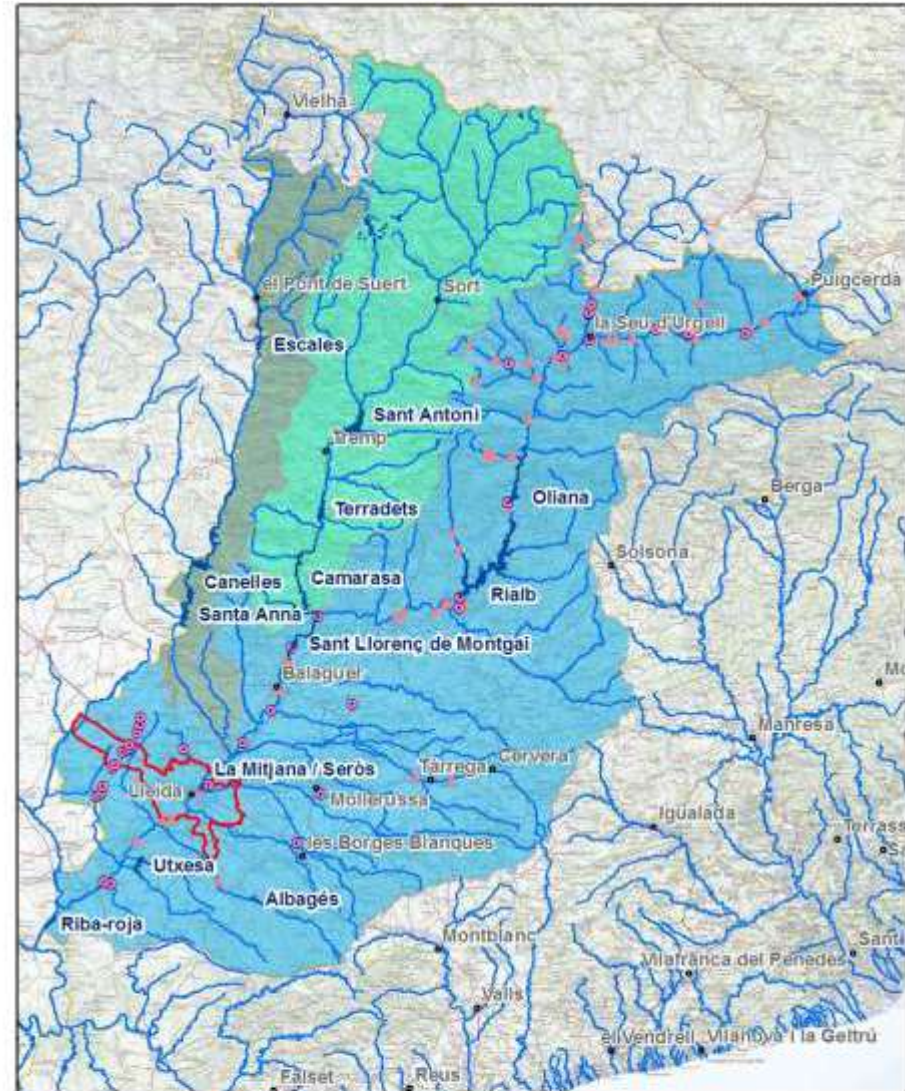 Vielha
Puigcerdà
el Pont de Suert
Sort
la Seu d'Urgell
Escales
Sant Antoni
Tremp
Oliana
Berga
Terradets
Solsona
Canelles
Camarasa
Rialb
Santa Anna
Sant Llorenç de Montgai
Balaguer
Manresa
Cervera
Tàrrega
La Mitjana / Seròs
Lleida
Mollerussa
Igualada
Terrass
les Borges Blanques
Utxesa
Albagés
Riba-roja
Montblanc
Sant
Vilafranca del Penedès
Valls
el Vendrell
Vilanova i la Geltrú
Falset
Reus